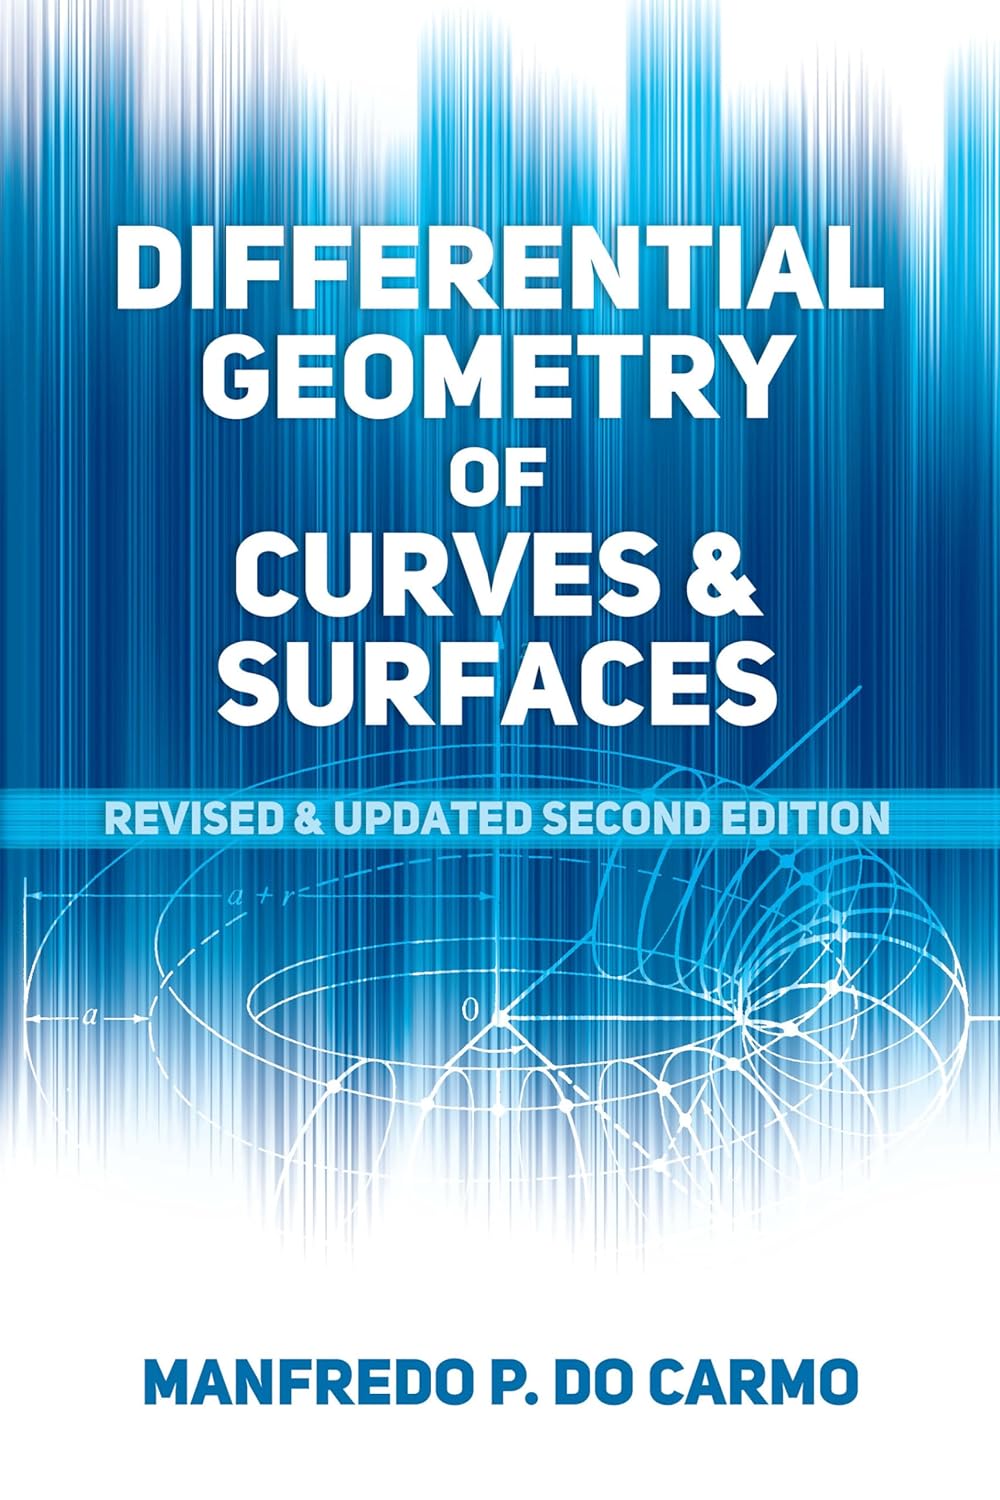 DIFFERENTIAL
GEOMETRY
OF
CURVES &
SURFACES
REVISED & UPDATED SECOND EDITION
a + r
a
0
MANFREDO P. DO CARMO